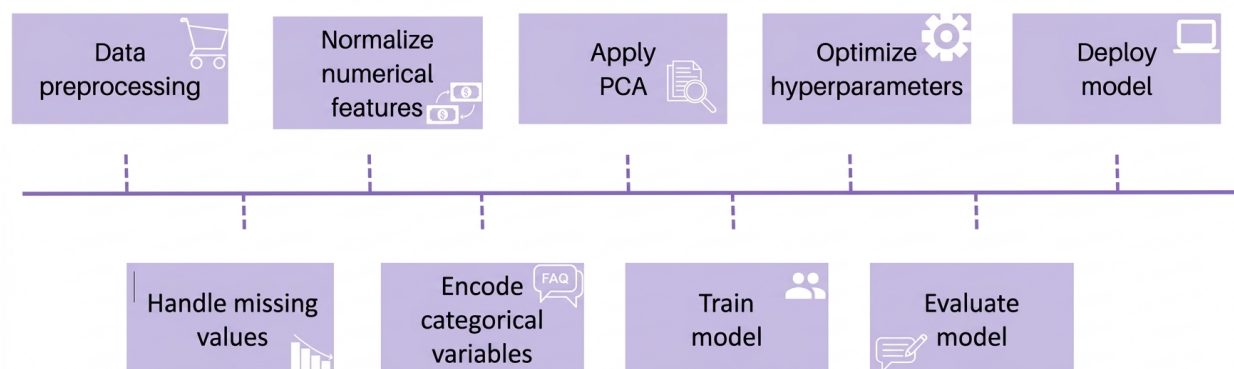 Data
preprocessing
Normalize
numerical
features
Apply
PCA
Optimize
hyperparameters
Deploy
model
Handle missing
values
Encode
categorical
variables
FAQ
Train
model
Evaluate
model